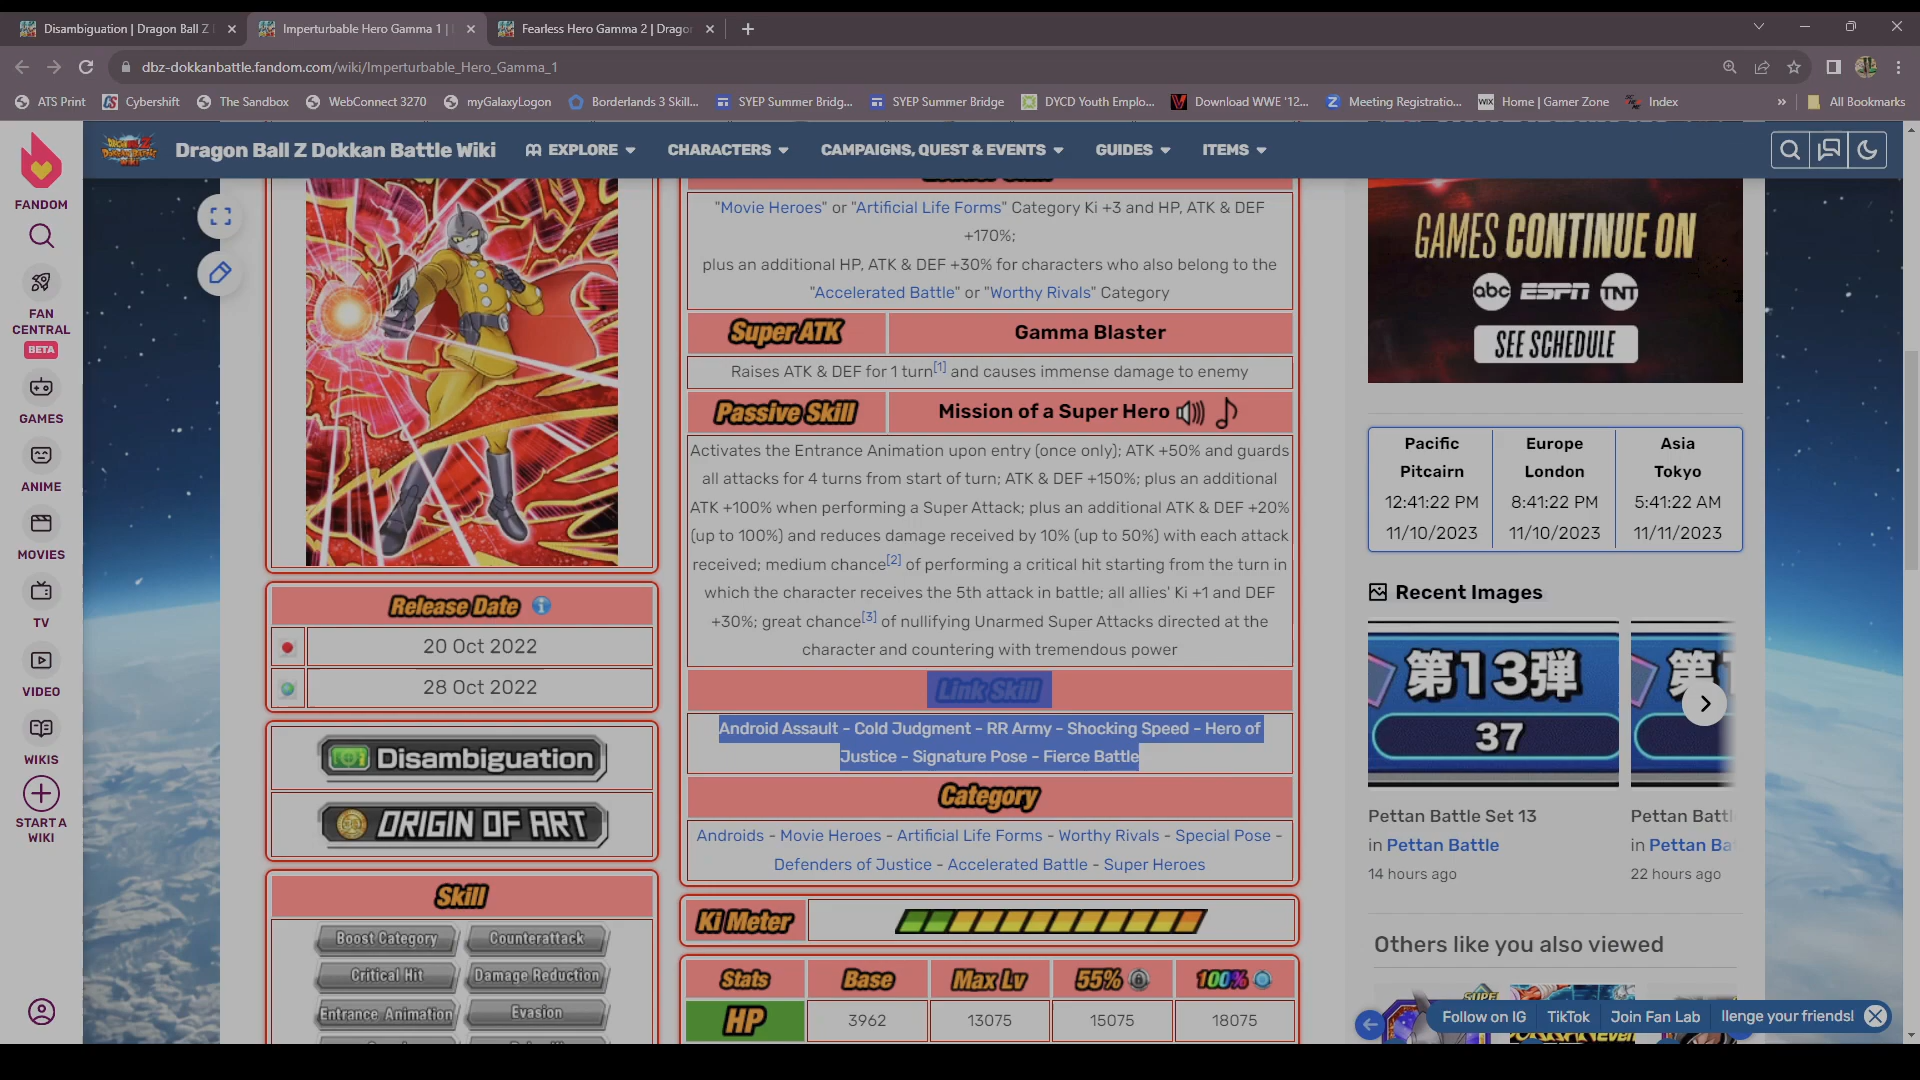 Disambiguation | Dragon Ball Z
Imperturbable Hero Gamma 1 |
Fearless Hero Gamma 2 | Dragon
dbz-dokkanbattle.fandom.com/wiki/Imperturbable_Hero_Gamma_1
ATS Print
Cybershift
The Sandbox
WebConnect 3270
myGalaxyLogon
Borderlands 3 Skill...
SYEP Summer Bridg...
SYEP Summer Bridge
DYCD Youth Emplo...
Download WWE '12...
Meeting Registratio...
WIX
Home | Gamer Zone
Index
»
All Bookmarks
FANDOM
FAN
CENTRAL
BETA
GAMES
ANIME
MOVIES
TV
VIDEO
WIKIS
START A
WIKI
Dragon Ball Z Dokkan Battle Wiki
EXPLORE
CHARACTERS
CAMPAIGNS, QUEST & EVENTS
GUIDES
ITEMS
Release Date
20 Oct 2022
28 Oct 2022
Disambiguation
ORIGIN OF ART
Skill
Boost Category
Counterattack
Critical Hit
Damage Reduction
Entrance Animation
Evasion
"Movie Heroes" or "Artificial Life Forms" Category Ki +3 and HP, ATK & DEF
+170%;
plus an additional HP, ATK & DEF +30% for characters who also belong to the
"Accelerated Battle" or "Worthy Rivals" Category
Super ATK
Gamma Blaster
Raises ATK & DEF for 1 turn[1] and causes immense damage to enemy
Passive Skill
Mission of a Super Hero
Activates the Entrance Animation upon entry (once only); ATK +50% and guards
all attacks for 4 turns from start of turn; ATK & DEF +150%; plus an additional
ATK +100% when performing a Super Attack; plus an additional ATK & DEF +20%
(up to 100%) and reduces damage received by 10% (up to 50%) with each attack
received; medium chance[2] of performing a critical hit starting from the turn in
which the character receives the 5th attack in battle; all allies' Ki +1 and DEF
+30%; great chance[3] of nullifying Unarmed Super Attacks directed at the
character and countering with tremendous power
Link Skill
Android Assault - Cold Judgment - RR Army - Shocking Speed - Hero of
Justice - Signature Pose - Fierce Battle
Category
Androids - Movie Heroes - Artificial Life Forms - Worthy Rivals - Special Pose -
Defenders of Justice - Accelerated Battle - Super Heroes
Ki Meter
Stats
Base
Max Lv
55%
100%
HP
3962
13075
15075
18075
GAMES CONTINUE ON
abc ESPN TNT
SEE SCHEDULE
Pacific
Pitcairn
12:41:22 PM
11/10/2023
Europe
London
8:41:22 PM
11/10/2023
Asia
Tokyo
5:41:22 AM
11/11/2023
Recent Images
第13弾
37
第1
Pettan Battle Set 13
in Pettan Battle
14 hours ago
Pettan Batt
in Pettan Ba
22 hours ago
Others like you also viewed
SUPER
Follow on IG
TikTok
Join Fan Lab
llenge your friends!